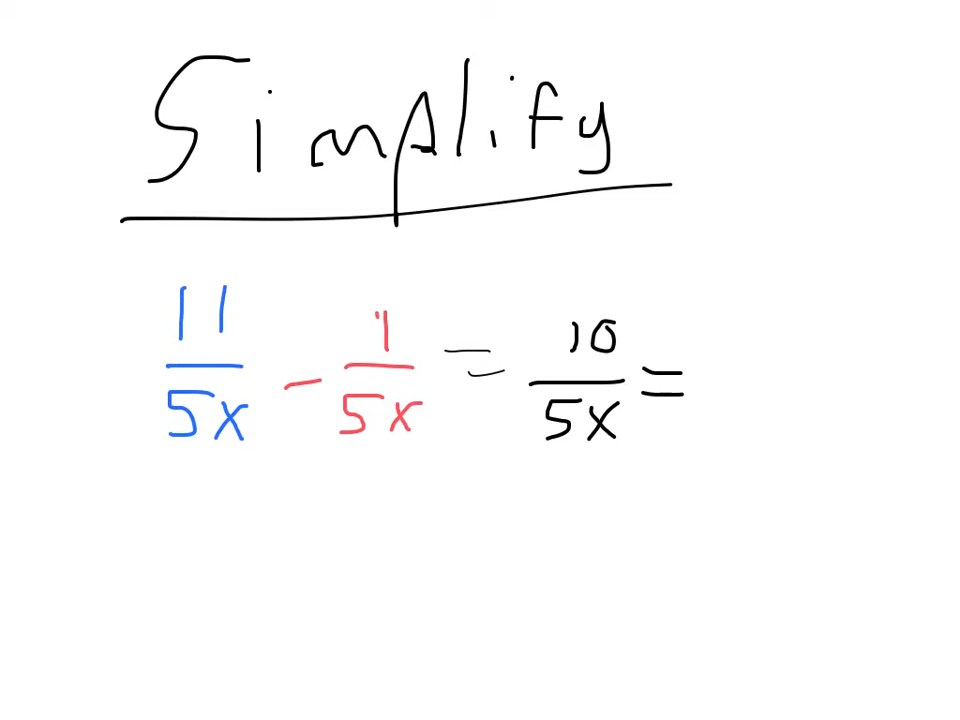 Simplify
11/5x - 1/5x = 10/5x =